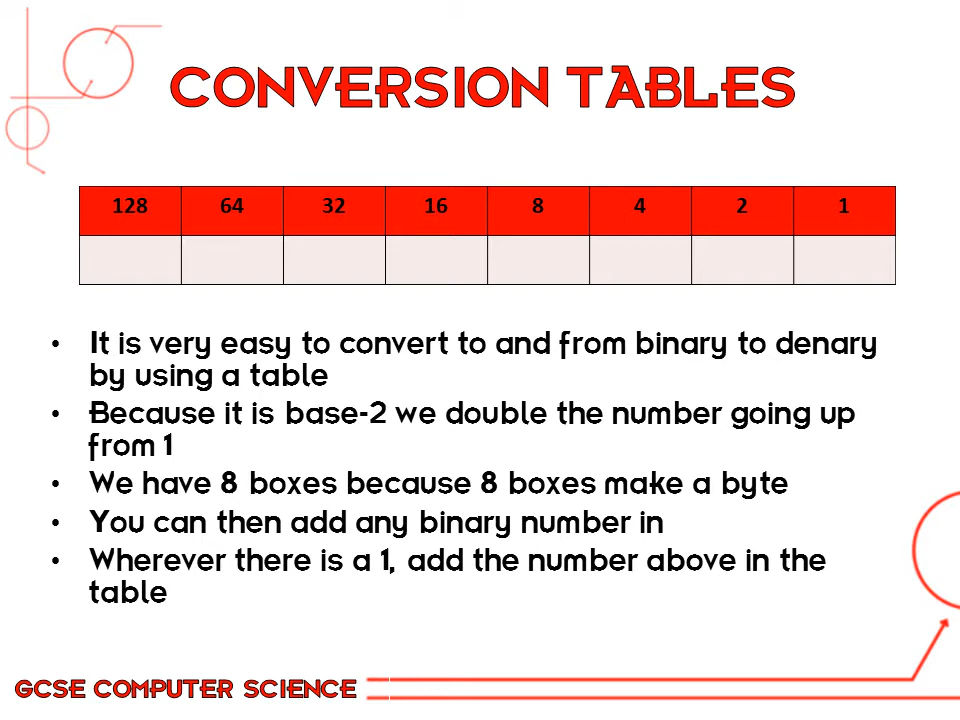 CONVERSION TABLES
128 64 32 16 8 4 2 1
• It is very easy to convert to and from binary to denary
by using a table
• Because it is base-2 we double the number going up
from 1
• We have 8 boxes because 8 boxes make a byte
• You can then add any binary number in
• Wherever there is a 1, add the number above in the
table
GCSE COMPUTER SCIENCE